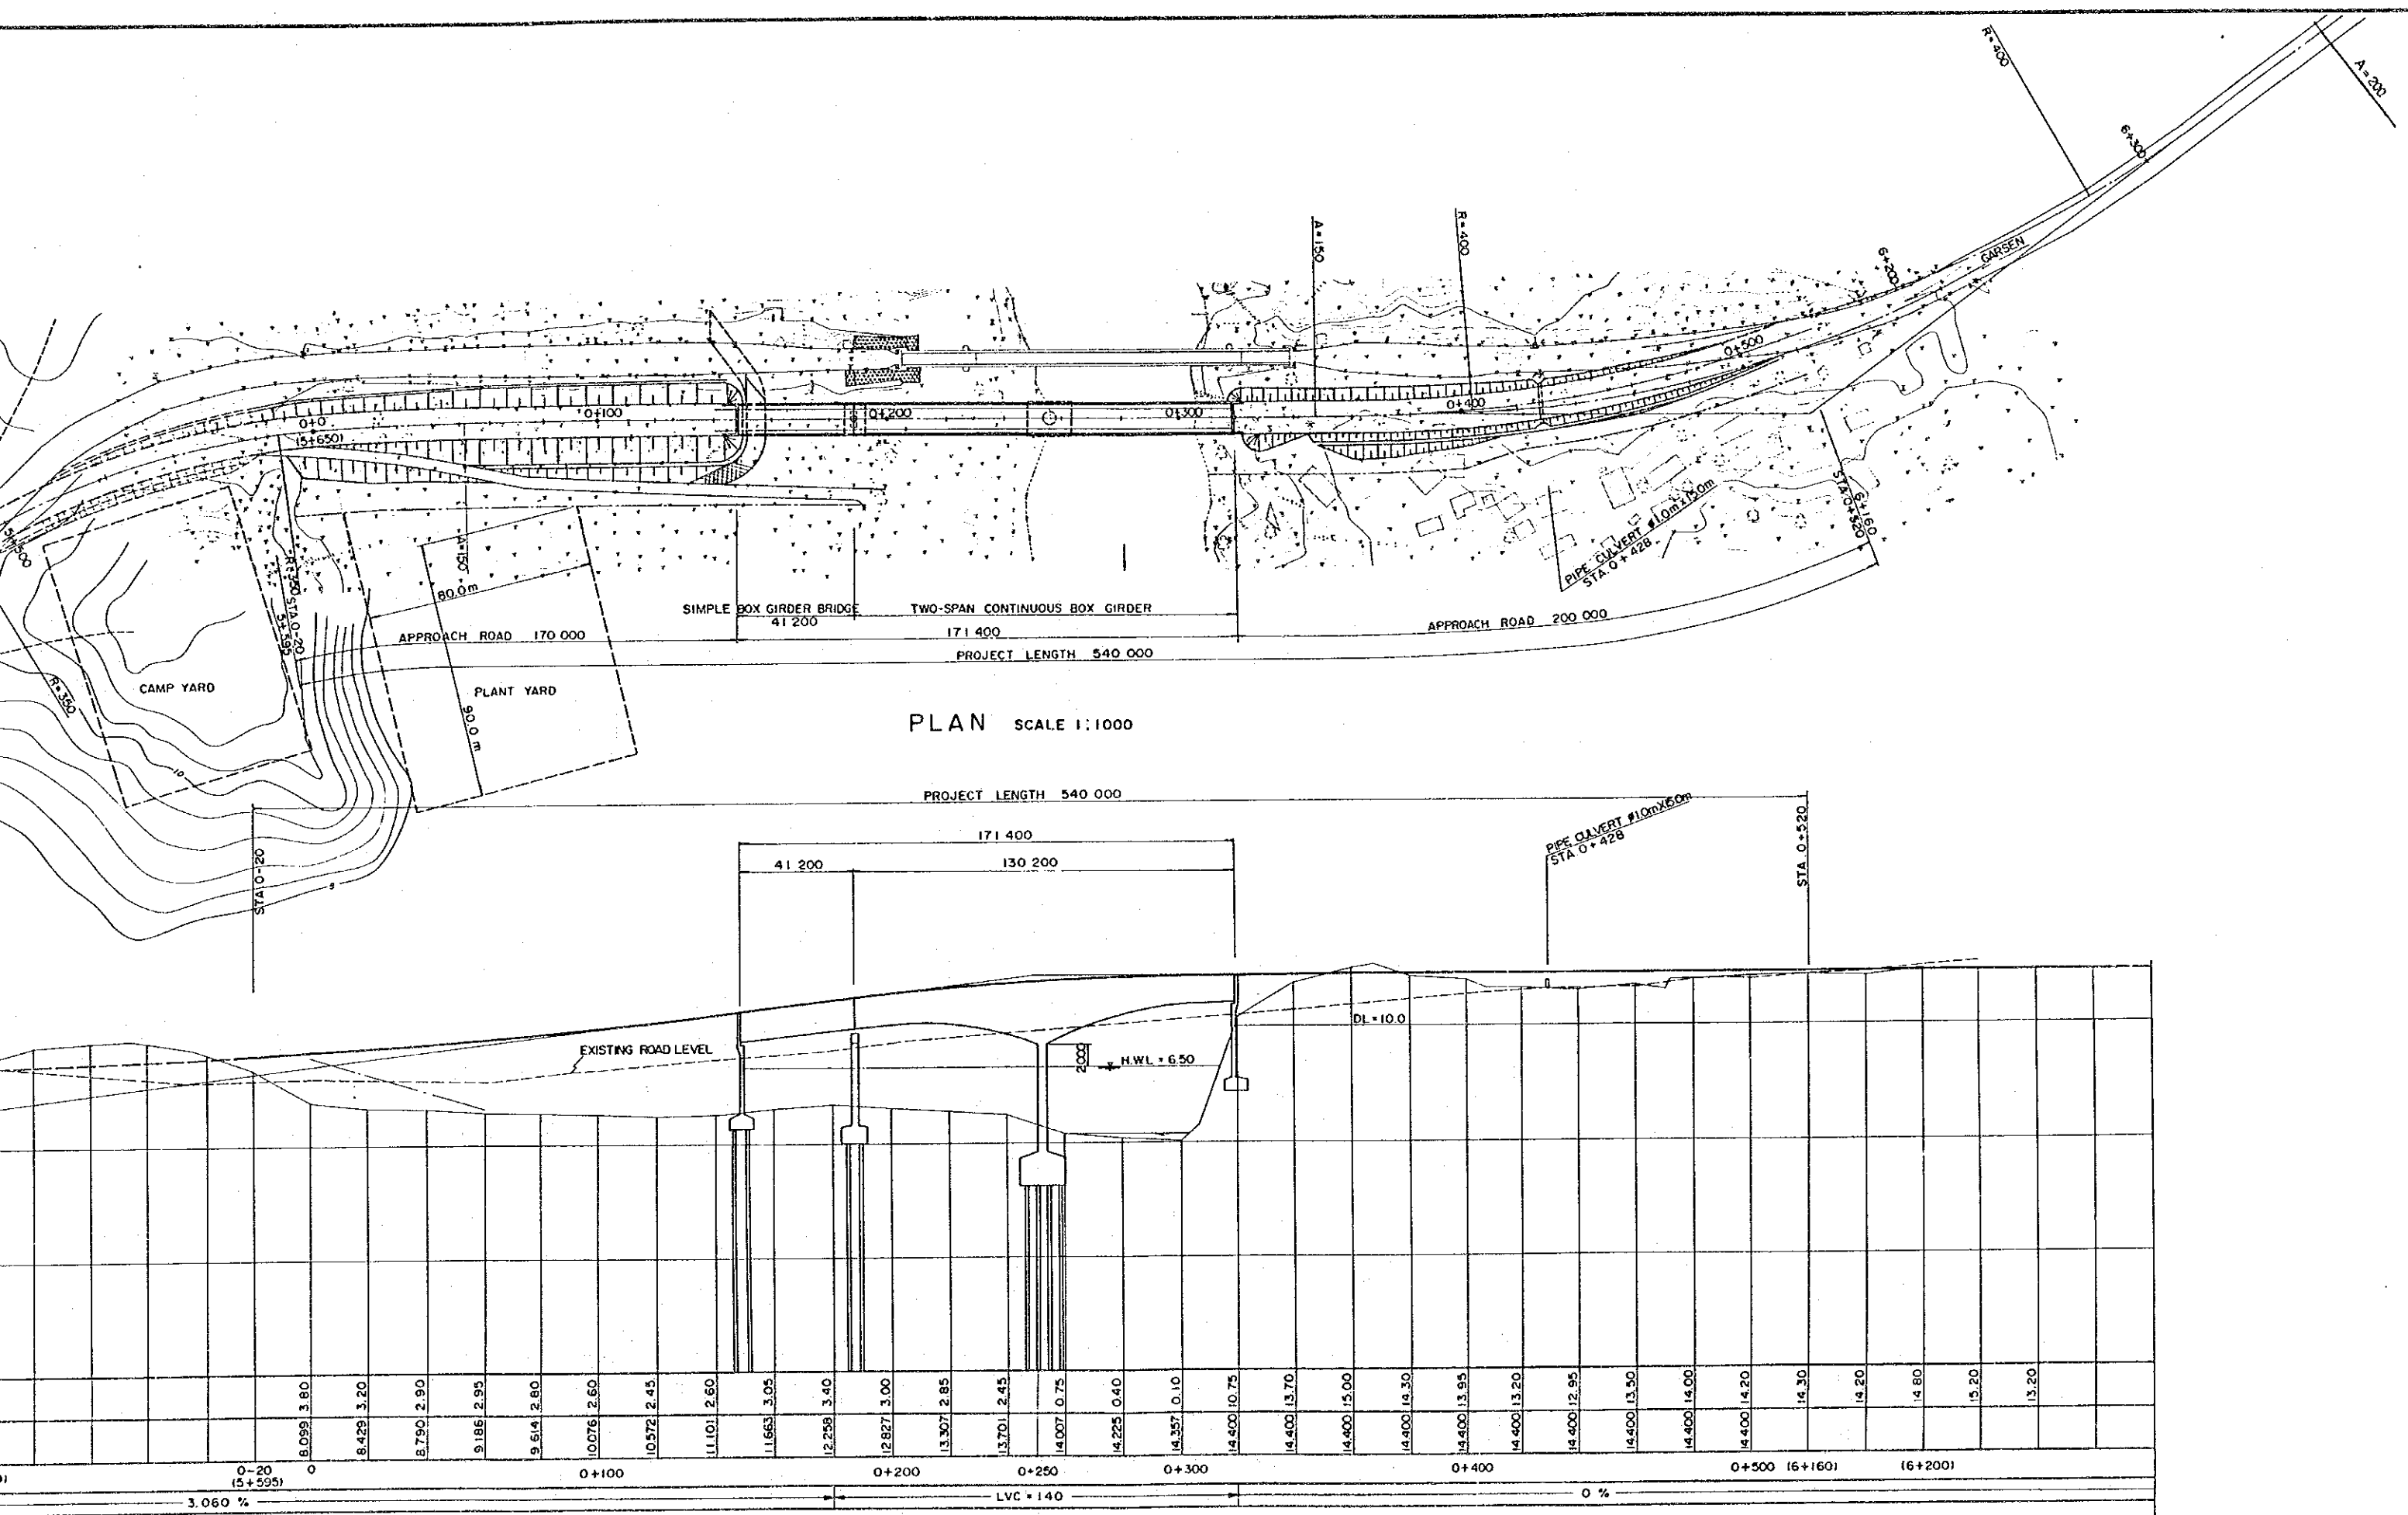 R=400
A=200
6+300
A=150
R=400
GARSEN
6+200
0+500
0+0
(5+650)
0+100
0+200
0+300
0+400
5+500
A=150
80.0m
R=350
STA.0-20
5+595
SIMPLE BOX GIRDER BRIDGE
TWO-SPAN CONTINUOUS BOX GIRDER
41 200
APPROACH ROAD 170 000
171 400
APPROACH ROAD 200 000
PROJECT LENGTH 540 000
PIPE CULVERT ø1.0m×15.0m
STA. 0+428
6+160
STA.0+520
CAMP YARD
PLANT YARD
R=350
90.0 m
10
5
PLAN SCALE 1:1000
PROJECT LENGTH 540 000
171 400
41 200
130 200
STA.0-20
PIPE CULVERT ø1.0m×15.0m
STA. 0+428
STA. 0+520
EXISTING ROAD LEVEL
2000
H.W.L = 6.50
DL=10.0
3.80 3.20 2.90 2.95 2.80 2.60 2.45 2.60 3.05 3.40 3.00 2.85 2.45 0.75 0.40 0.10 10.75 13.70 15.00 14.30 13.95 13.20 12.95 13.50 14.00 14.20 14.30 14.20 14.80 15.20 13.20
8.099 8.429 8.790 9.186 9.614 10.076 10.572 11.101 11.663 12.258 12.827 13.307 13.701 14.007 14.225 14.357 14.400 14.400 14.400 14.400 14.400 14.400 14.400 14.400 14.400 14.400
0-20 0 0+100 0+200 0+250 0+300 0+400 0+500 (6+160) (6+200)
(5+595)
3.060 % LVC=140 0 %